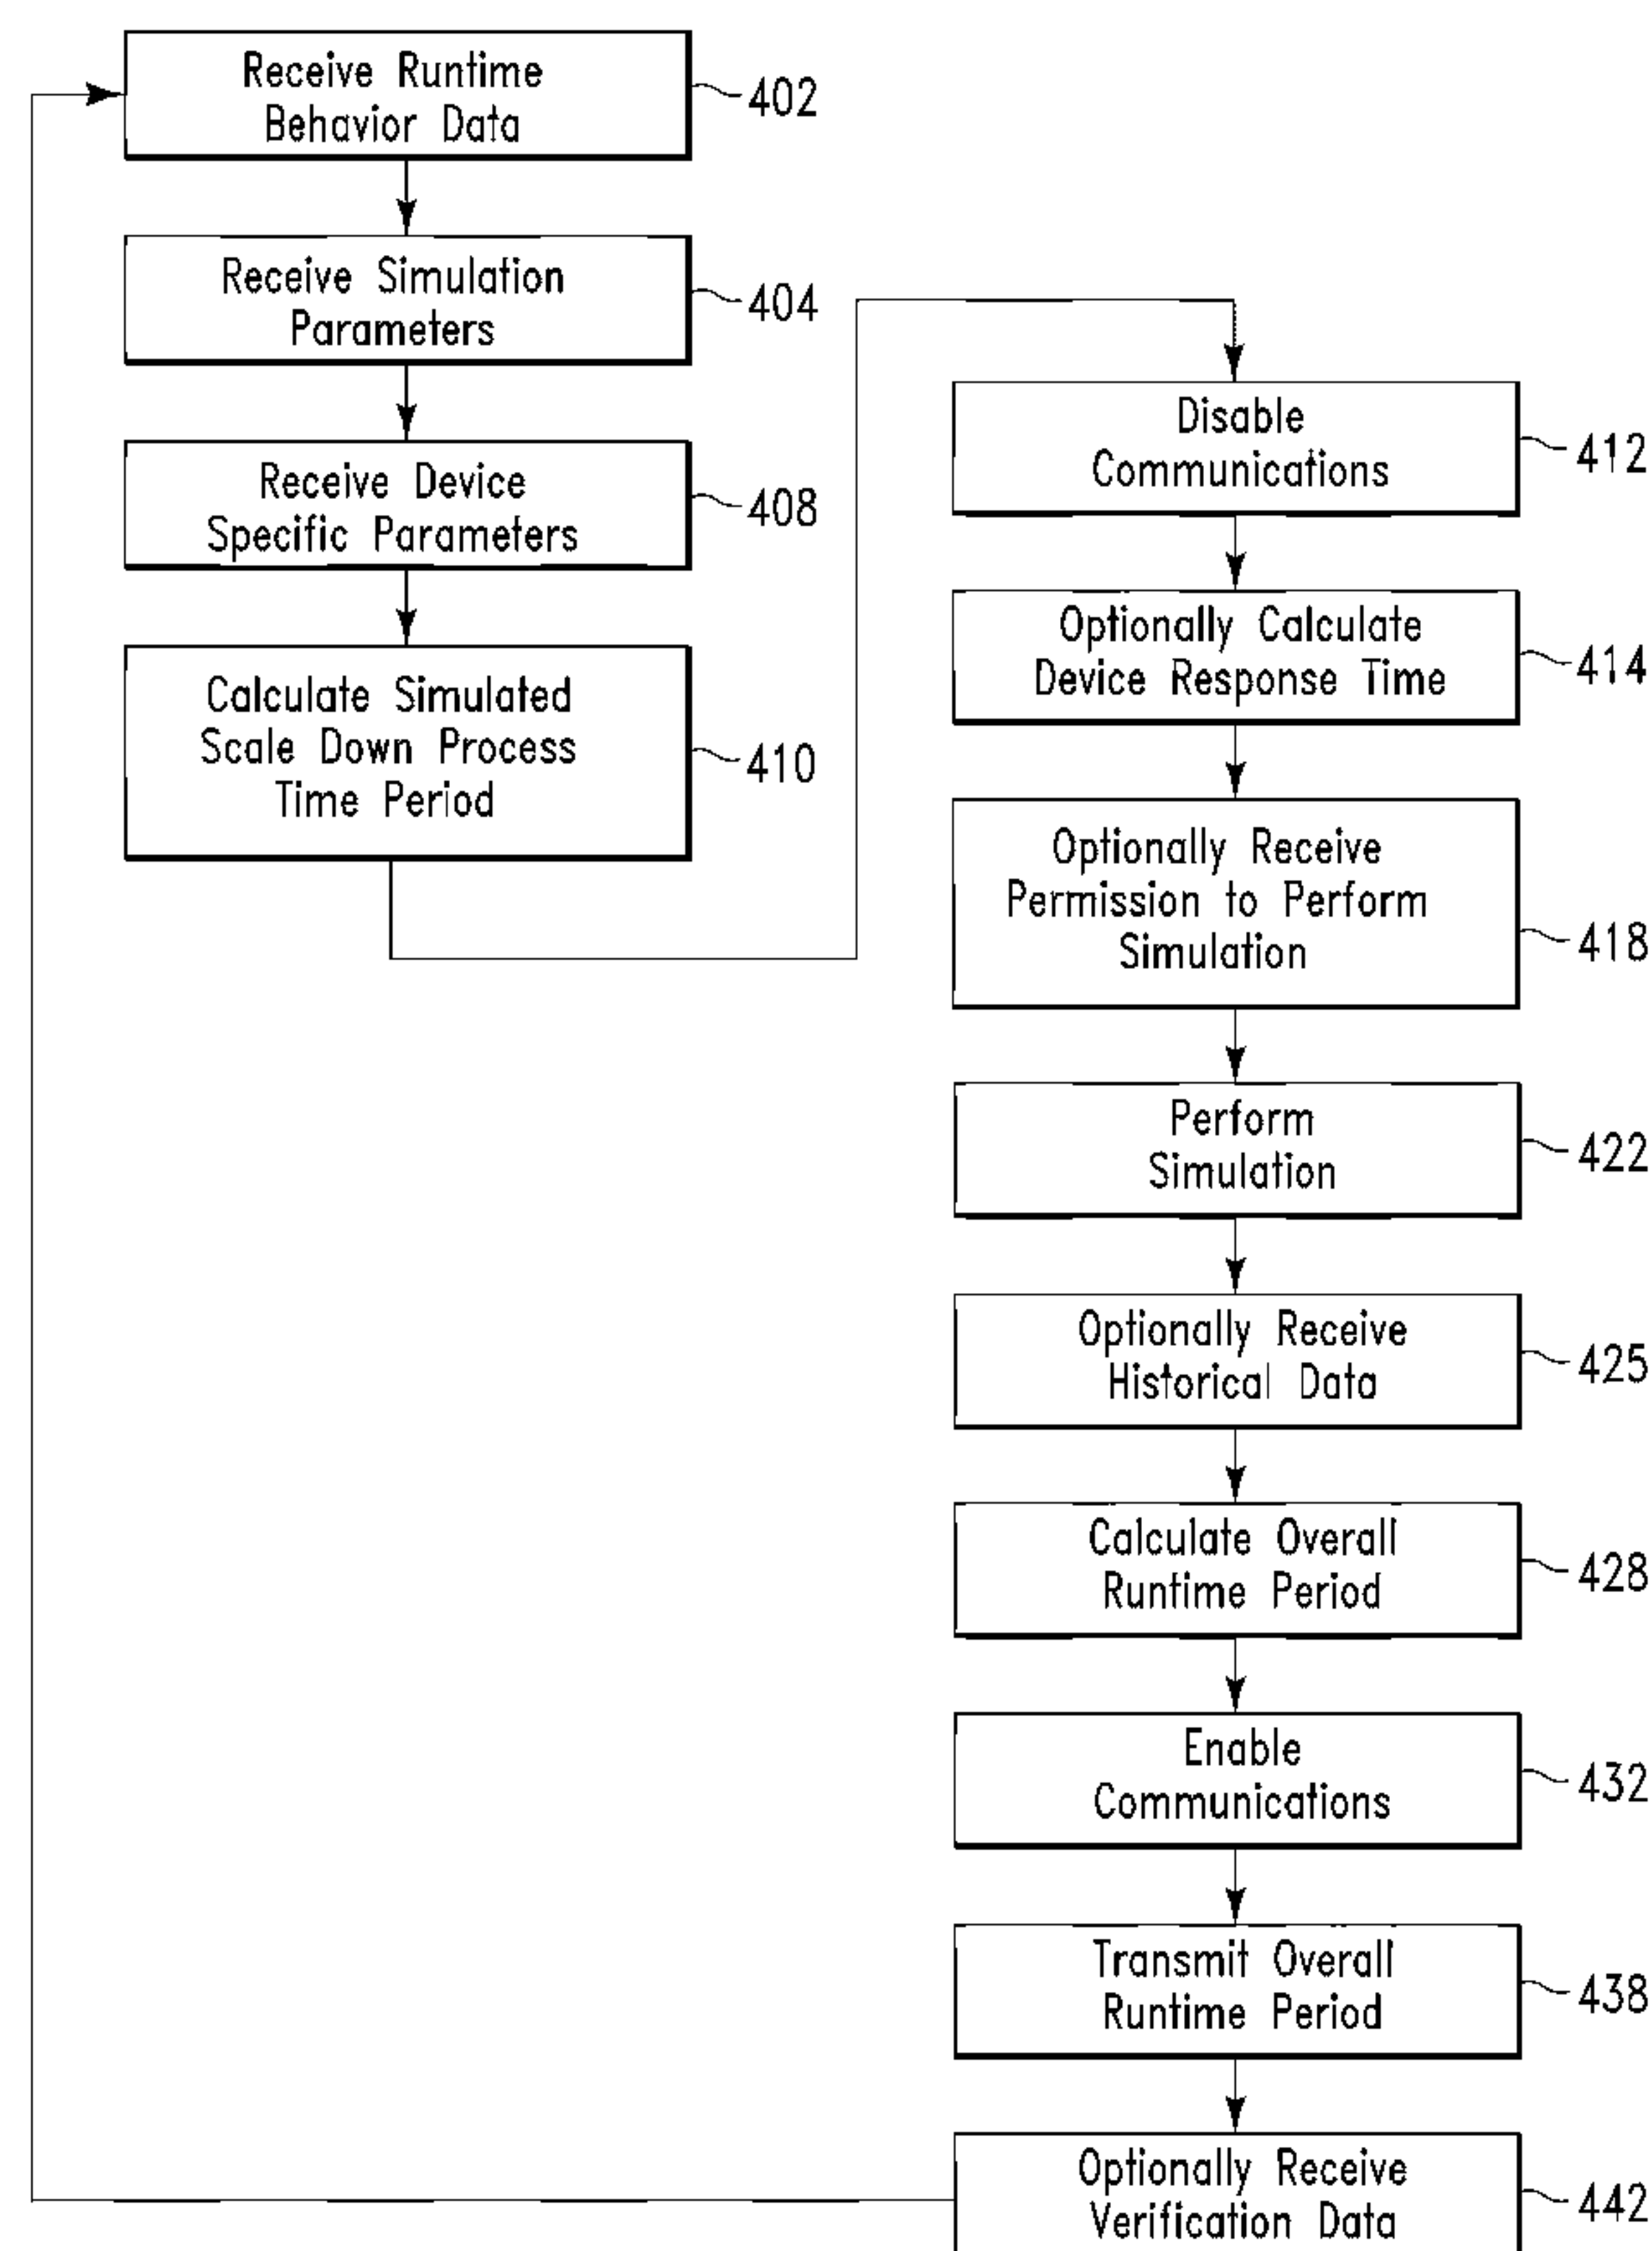 Receive Runtime
Behavior Data
402
Receive Simulation
Parameters
404
Receive Device
Specific Parameters
408
Calculate Simulated
Scale Down Process
Time Period
410
Disable
Communications
412
Optionally Calculate
Device Response Time
414
Optionally Receive
Permission to Perform
Simulation
418
Perform
Simulation
422
Optionally Receive
Historical Data
425
Calculate Overall
Runtime Period
428
Enable
Communications
432
Transmit Overall
Runtime Period
438
Optionally Receive
Verification Data
442